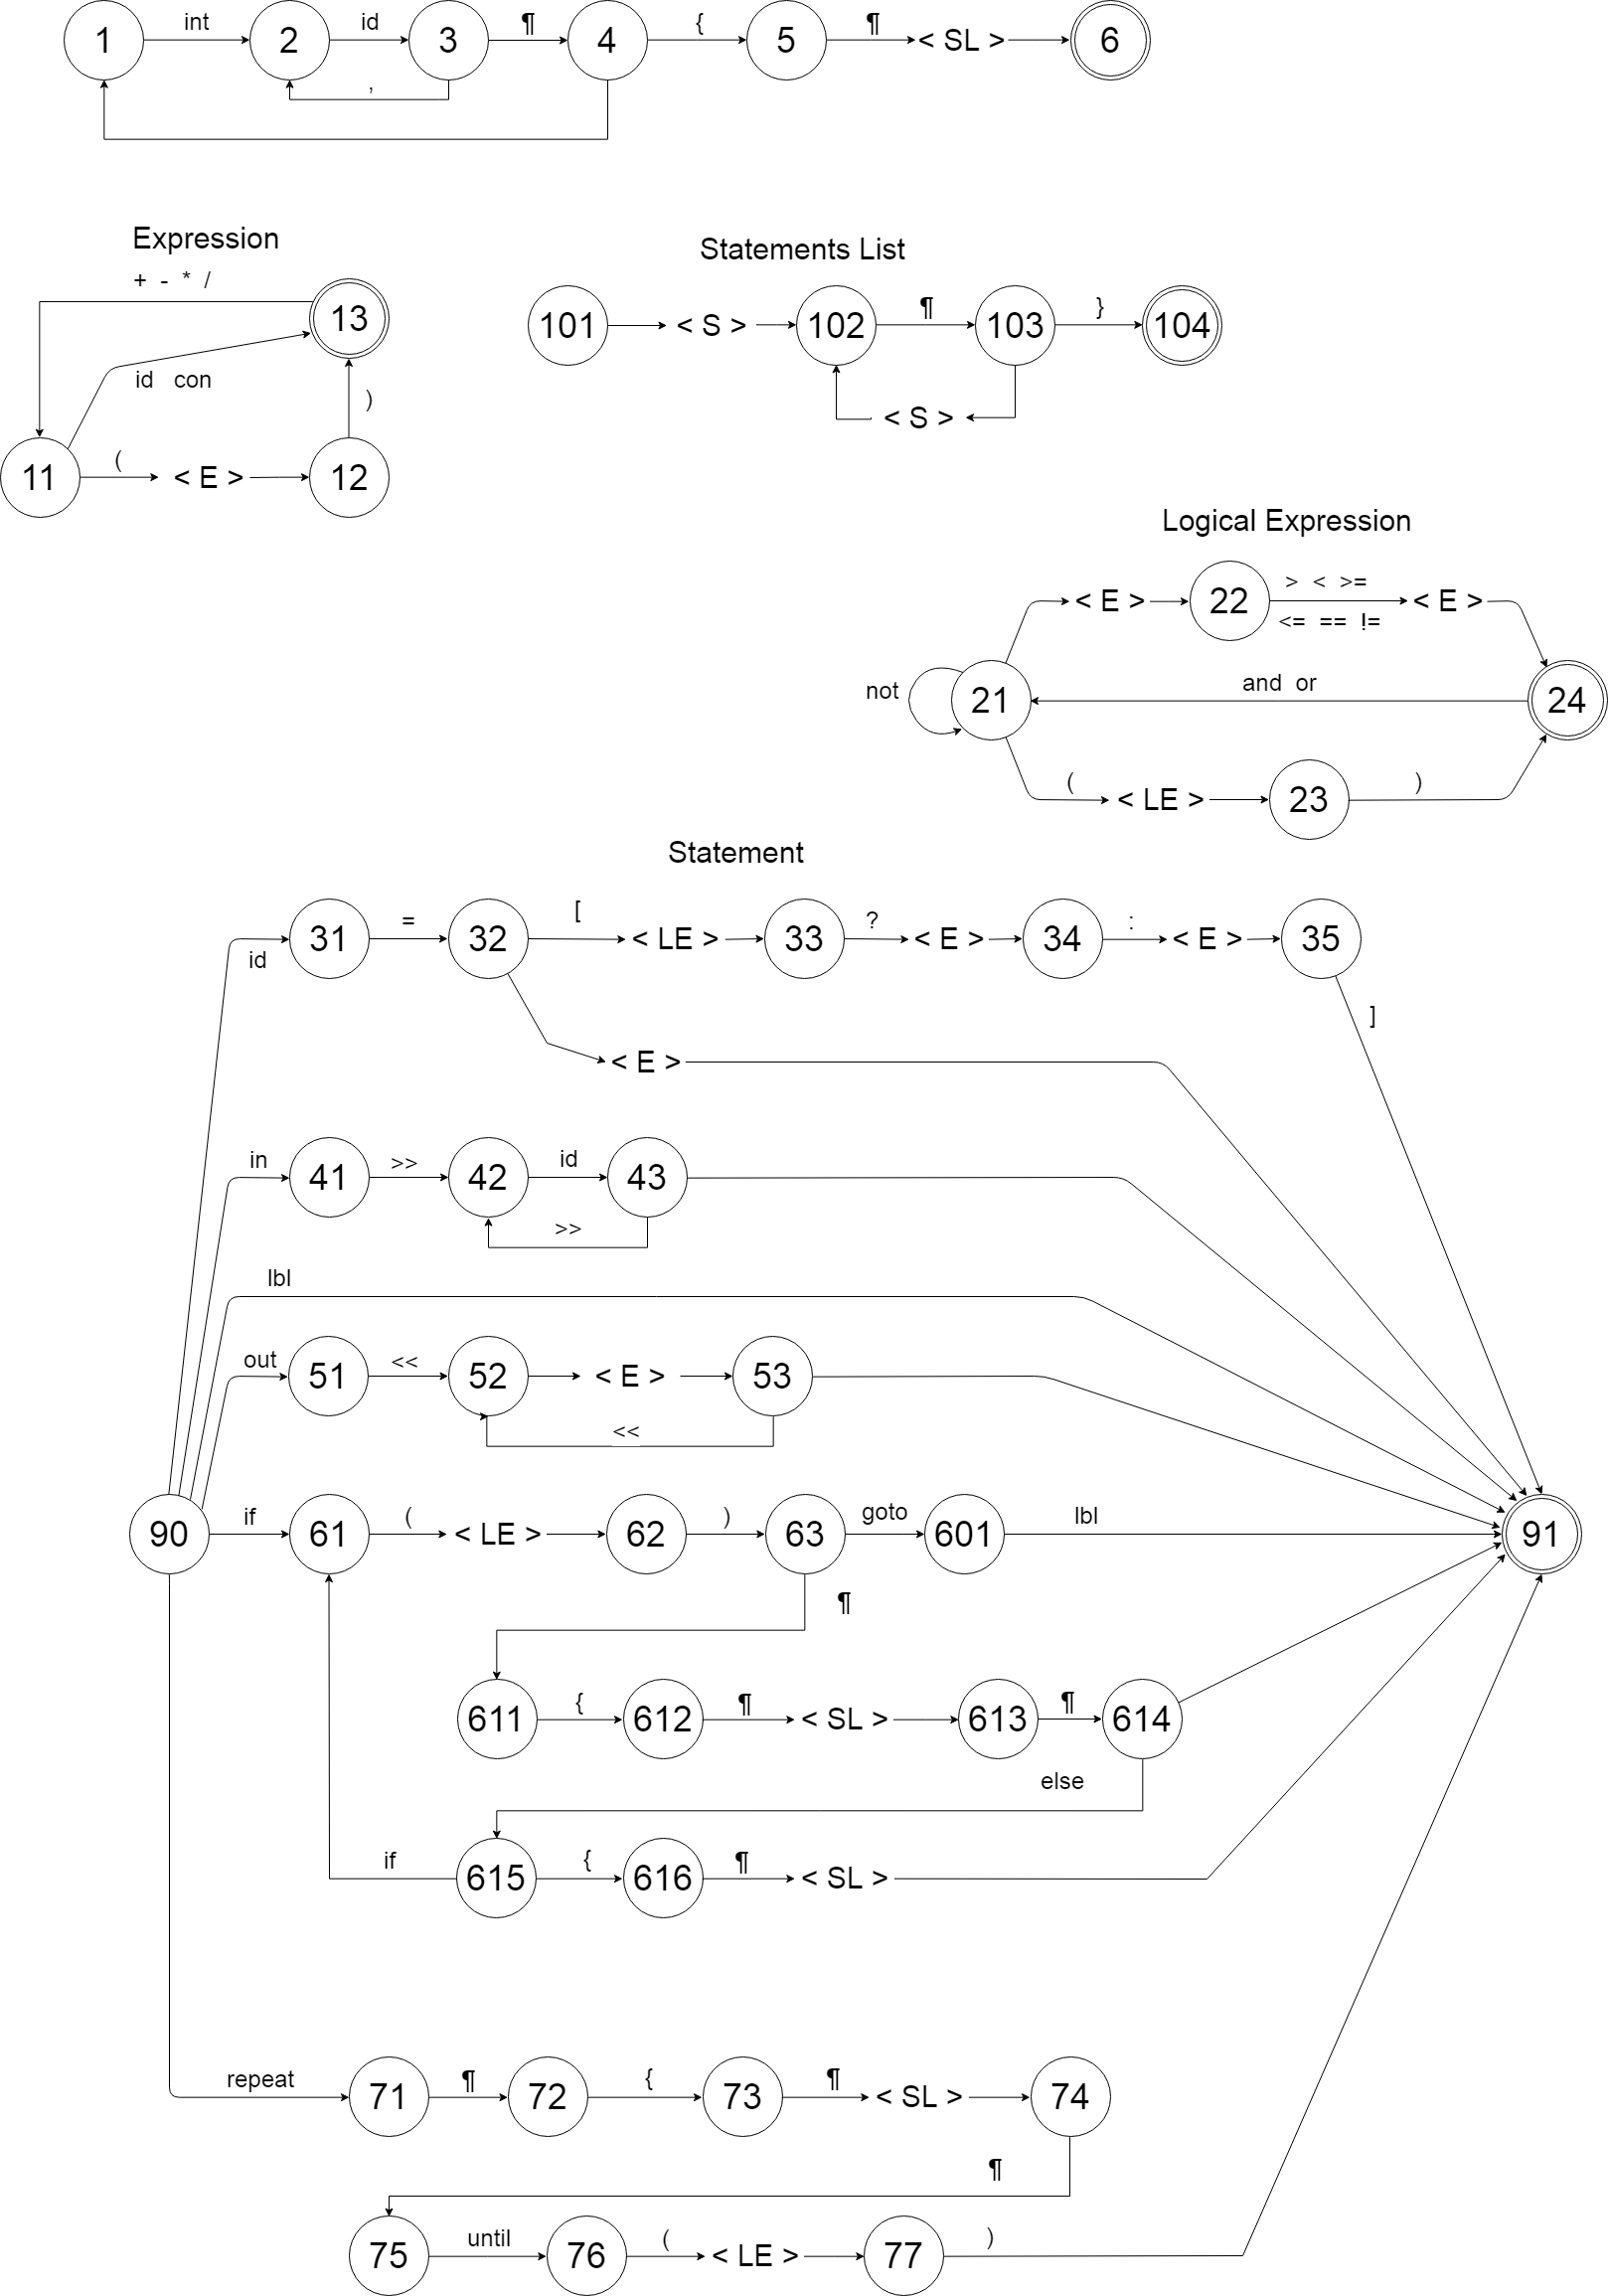 int id ¶ { ¶
1 2 3 4 5 < SL > 6
,
Expression
+ - * /
13
id con
)
( 
11 < E > 12
Statements List
¶ }
101 < S > 102 103 104
< S >
Logical Expression
> < >=
< E > 22 < E >
<= == !=
not 21 and or 24
( < LE > 23 )
Statement
id 31 = 32 [ < LE > 33 ? < E > 34 : < E > 35
]
< E >
in 41 >> 42 id 43
>>
lbl
out 51 << 52 < E > 53
<<
90 if 61 ( < LE > 62 ) 63 goto 601 lbl 91
¶
611 { 612 ¶ < SL > 613 ¶ 614
else
if 615 { 616 ¶ < SL >
repeat 71 ¶ 72 { 73 ¶ < SL > 74
¶
75 until 76 ( < LE > 77 )